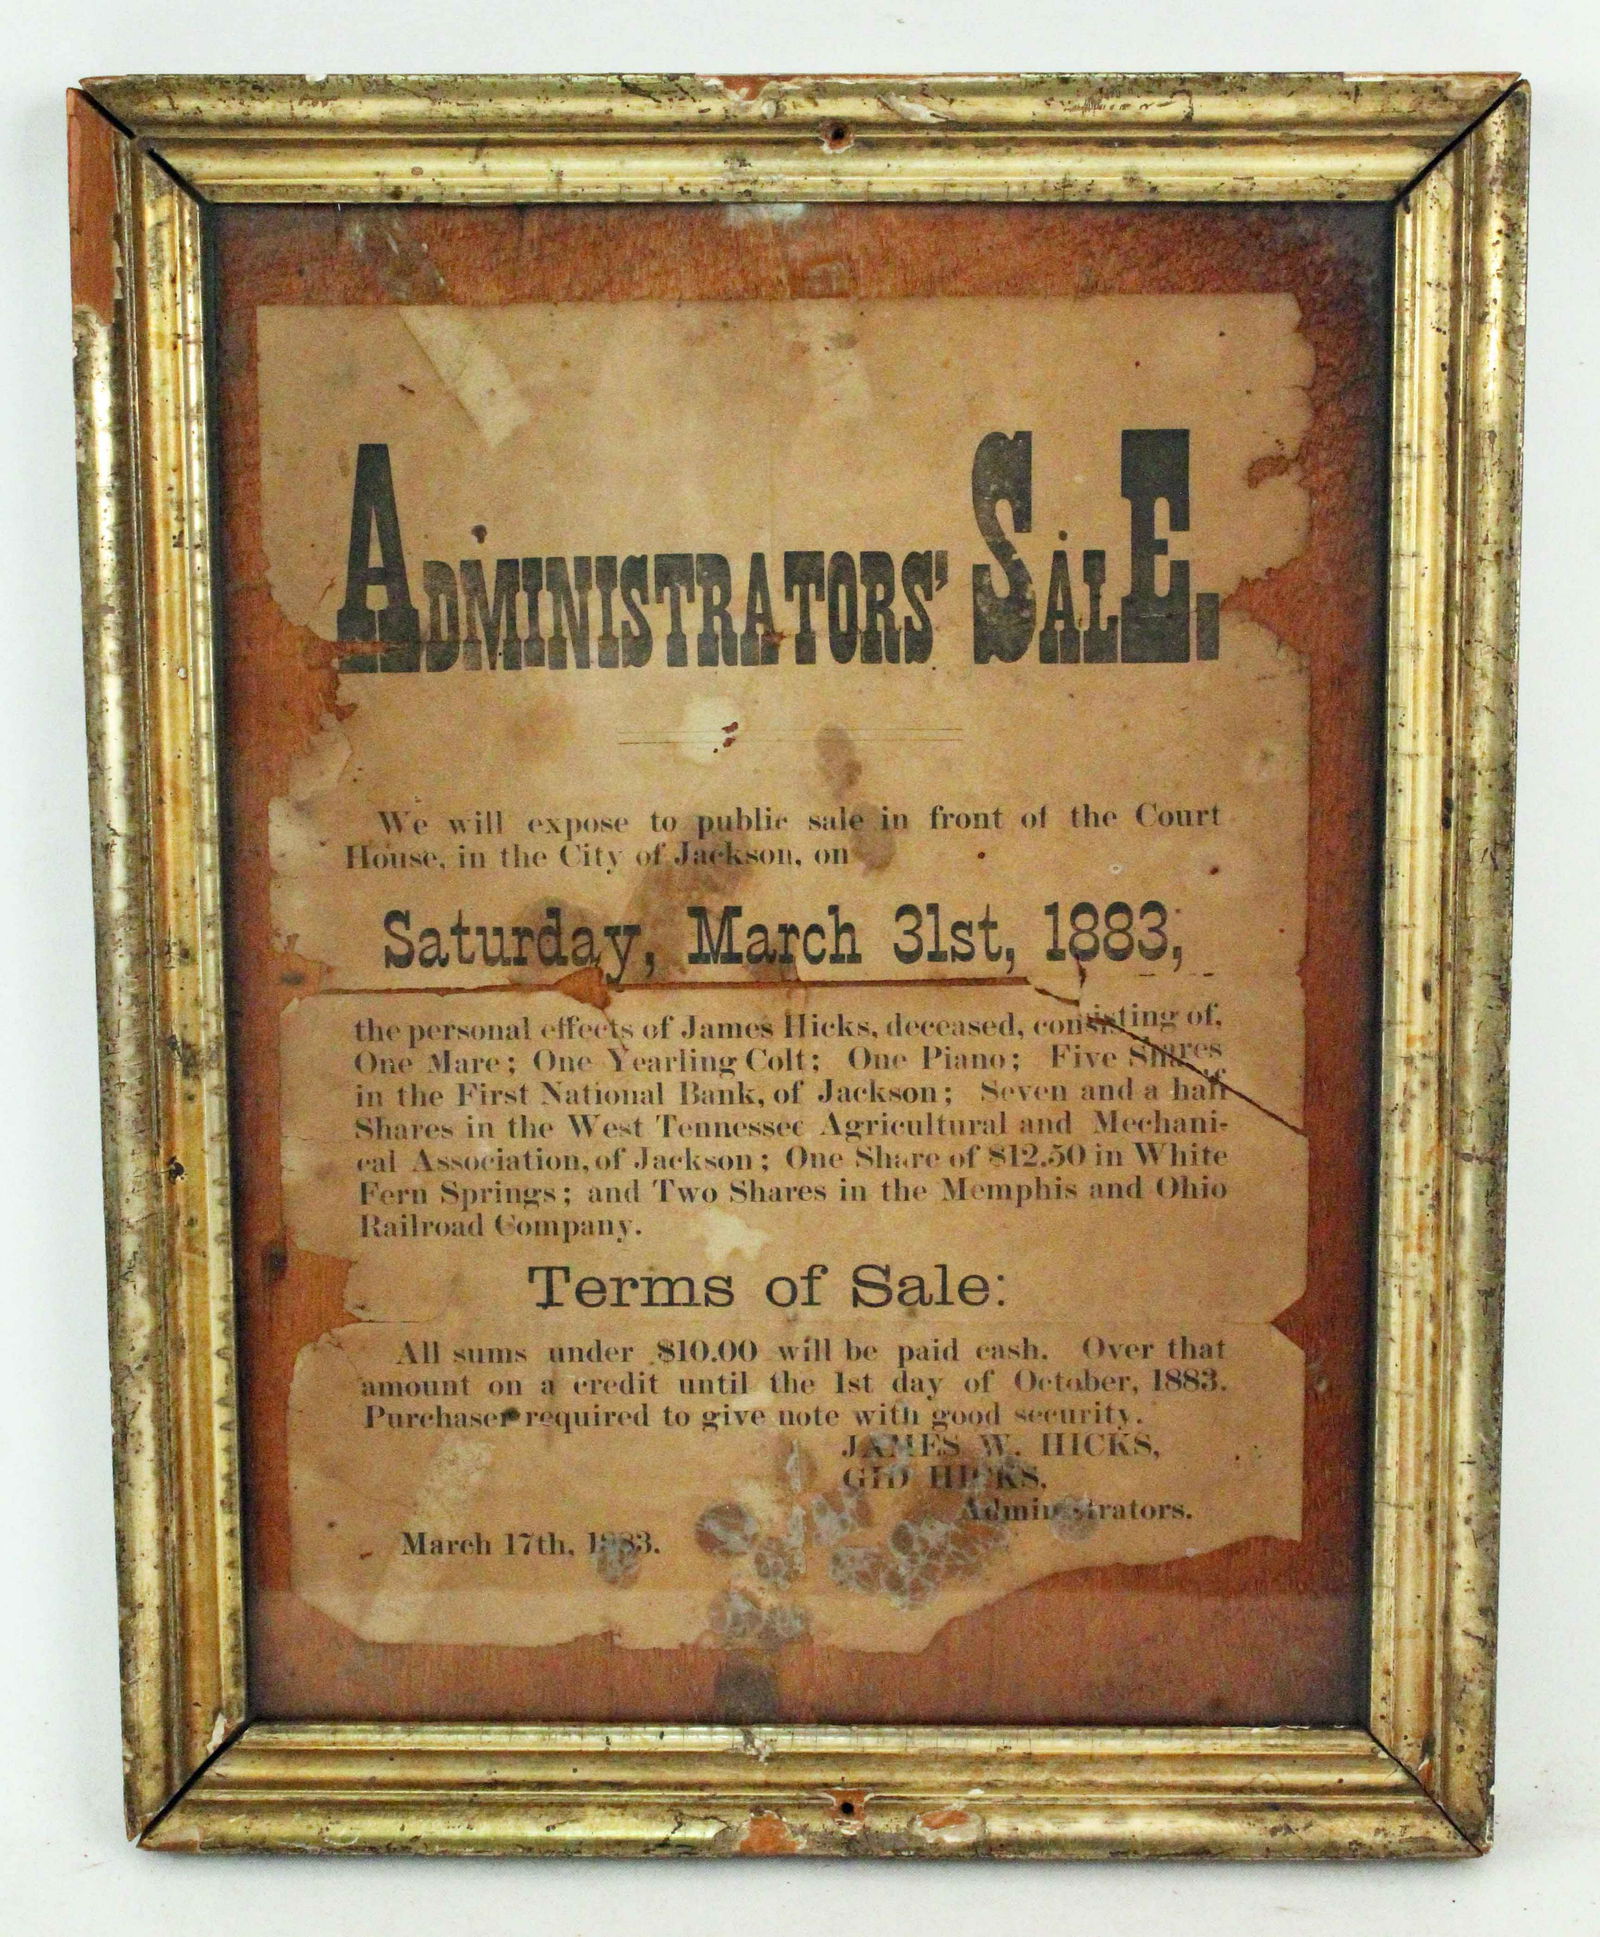 ADMINISTRATORS' SALE.
We will expose to public sale in front of the Court
House, in the City of Jackson, on
Saturday, March 31st, 1883,
the personal effects of James Hicks, deceased, consisting of,
One Mare; One Yearling Colt; One Piano; Five Shares
in the First National Bank, of Jackson; Seven and a half
Shares in the West Tennessee Agricultural and Mechani-
cal Association, of Jackson; One Share of $12.50 in White
Fern Springs; and Two Shares in the Memphis and Ohio
Railroad Company.
Terms of Sale:
All sums under $10.00 will be paid cash. Over that
amount on a credit until the 1st day of October, 1883.
Purchaser required to give note with good security.
JAMES W. HICKS,
GID HICKS,
Administrators.
March 17th, 1883.